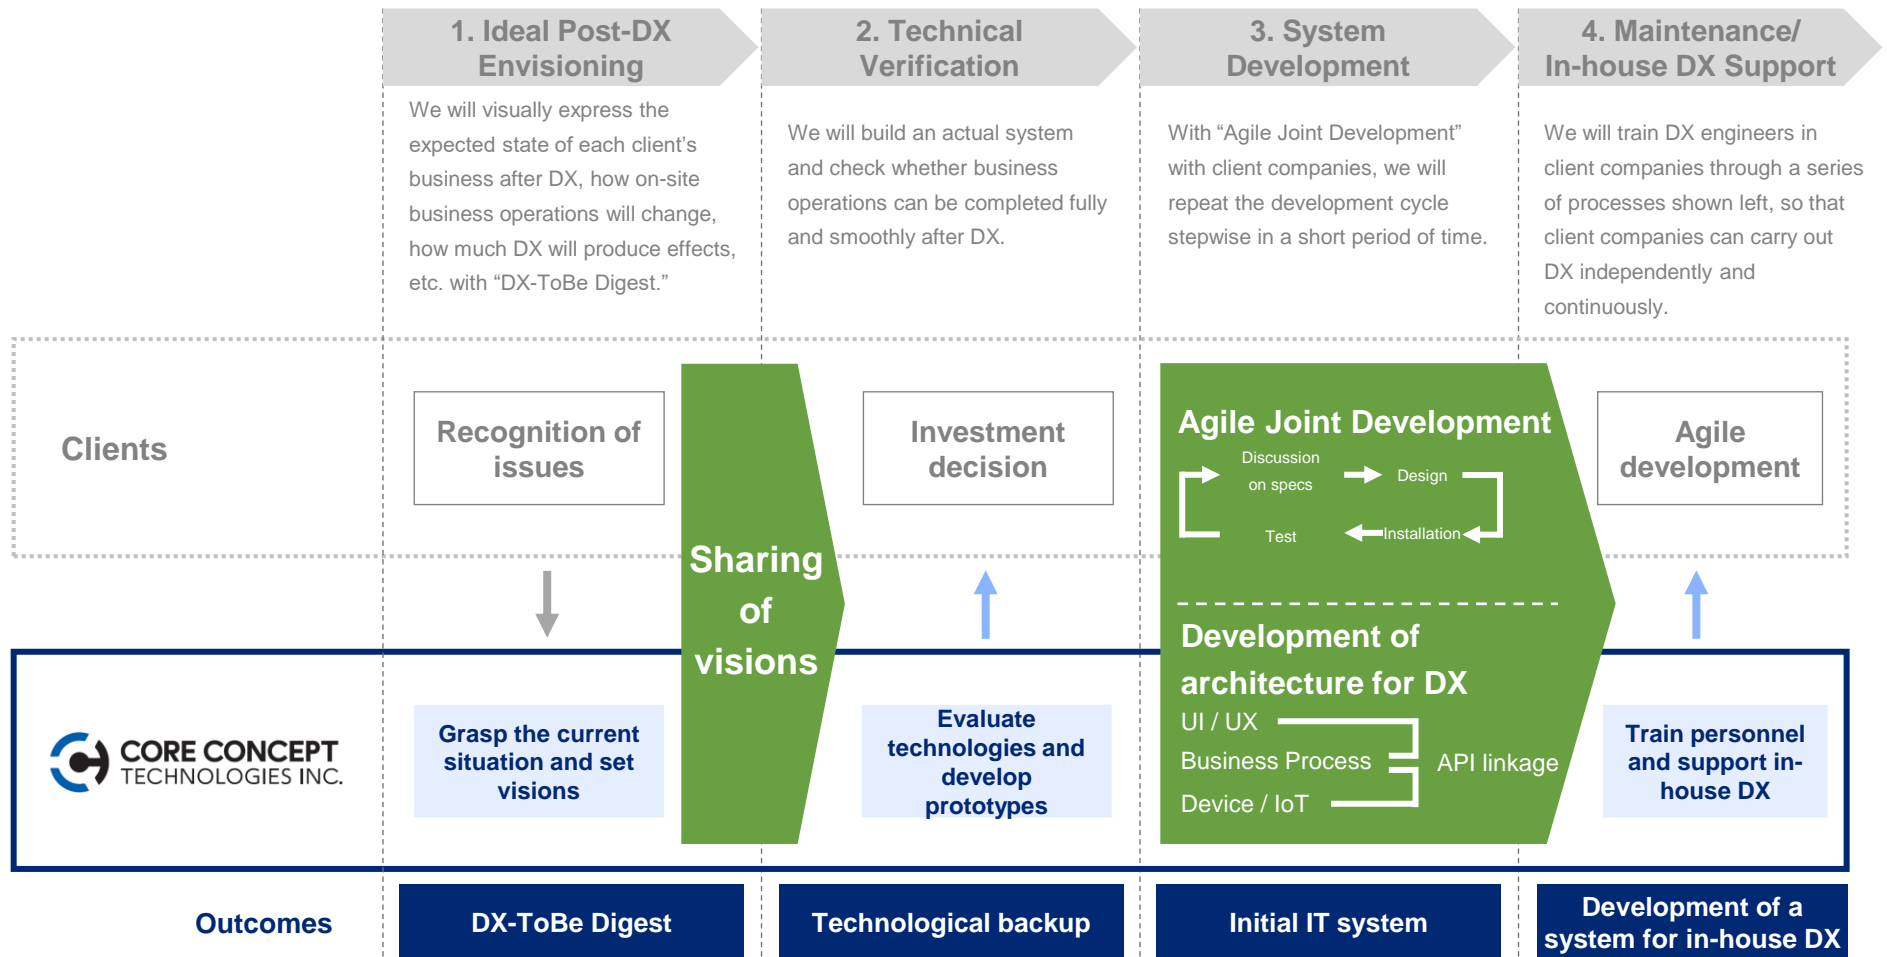 1. Ideal Post-DX
Envisioning
2. Technical
Verification
3. System
Development
4. Maintenance/
In-house DX Support
We will visually express the
expected state of each client's
business after DX, how on-site
business operations will change,
how much DX will produce effects,
etc. with “DX-ToBe Digest.”
We will build an actual system
and check whether business
operations can be completed fully
and smoothly after DX.
With “Agile Joint Development”
with client companies, we will
repeat the development cycle
stepwise in a short period of time.
We will train DX engineers in
client companies through a series
of processes shown left, so that
client companies can carry out
DX independently and
continuously.
Clients
Recognition of
issues
Sharing
of
visions
Investment
decision
Agile Joint Development
Discussion
on specs
Design
Test
Installation
Agile
development
CORE CONCEPT
TECHNOLOGIES INC.
Grasp the current
situation and set
visions
Evaluate
technologies and
develop
prototypes
Development of
architecture for DX
UI / UX
Business Process
API linkage
Device / IoT
Train personnel
and support in-
house DX
Outcomes
DX-ToBe Digest
Technological backup
Initial IT system
Development of a
system for in-house DX